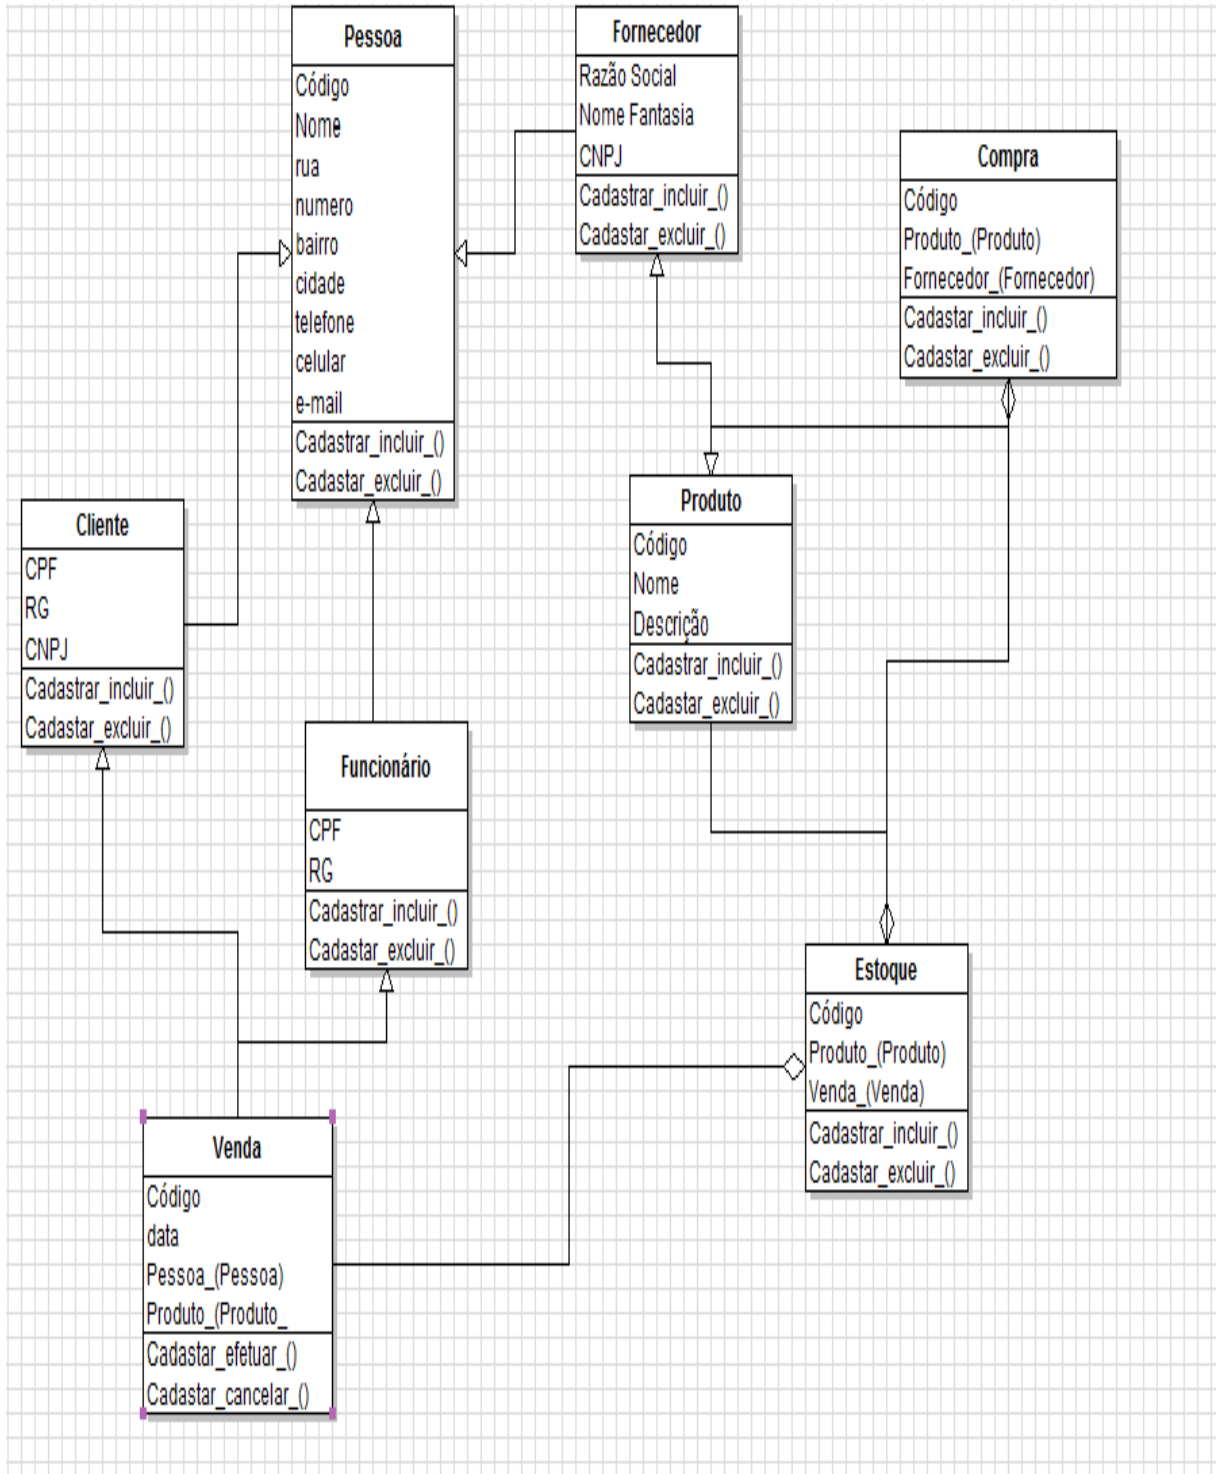 Pessoa
Código
Nome
rua
numero
bairro
cidade
telefone
celular
e-mail
Cadastrar_incluir_()
Cadastar_excluir_()
Fornecedor
Razão Social
Nome Fantasia
CNPJ
Cadastrar_incluir_()
Cadastar_excluir_()
Compra
Código
Produto_(Produto)
Fornecedor_(Fornecedor)
Cadastar_incluir_()
Cadastar_excluir_()
Cliente
CPF
RG
CNPJ
Cadastrar_incluir_()
Cadastar_excluir_()
Produto
Código
Nome
Descrição
Cadastrar_incluir_()
Cadastar_excluir_()
Funcionário
CPF
RG
Cadastrar_incluir_()
Cadastar_excluir_()
Estoque
Código
Produto_(Produto)
Venda_(Venda)
Cadastrar_incluir_()
Cadastar_excluir_()
Venda
Código
data
Pessoa_(Pessoa)
Produto_(Produto_
Cadastar_efetuar_()
Cadastar_cancelar_()